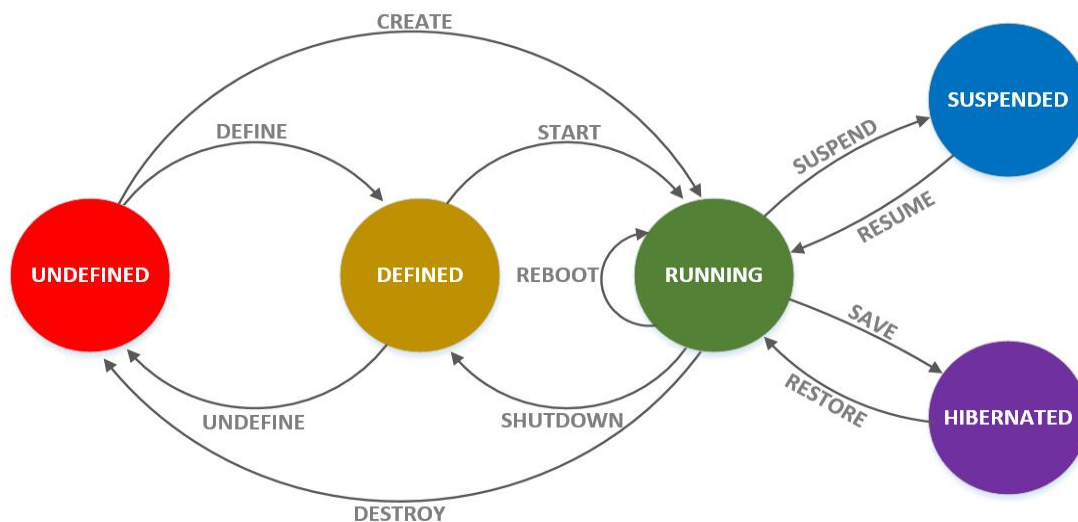 CREATE
DEFINE
START
SUSPENDED
SUSPEND
RESUME
UNDEFINED
DEFINED
REBOOT
RUNNING
SAVE
RESTORE
HIBERNATED
UNDEFINE
SHUTDOWN
DESTROY